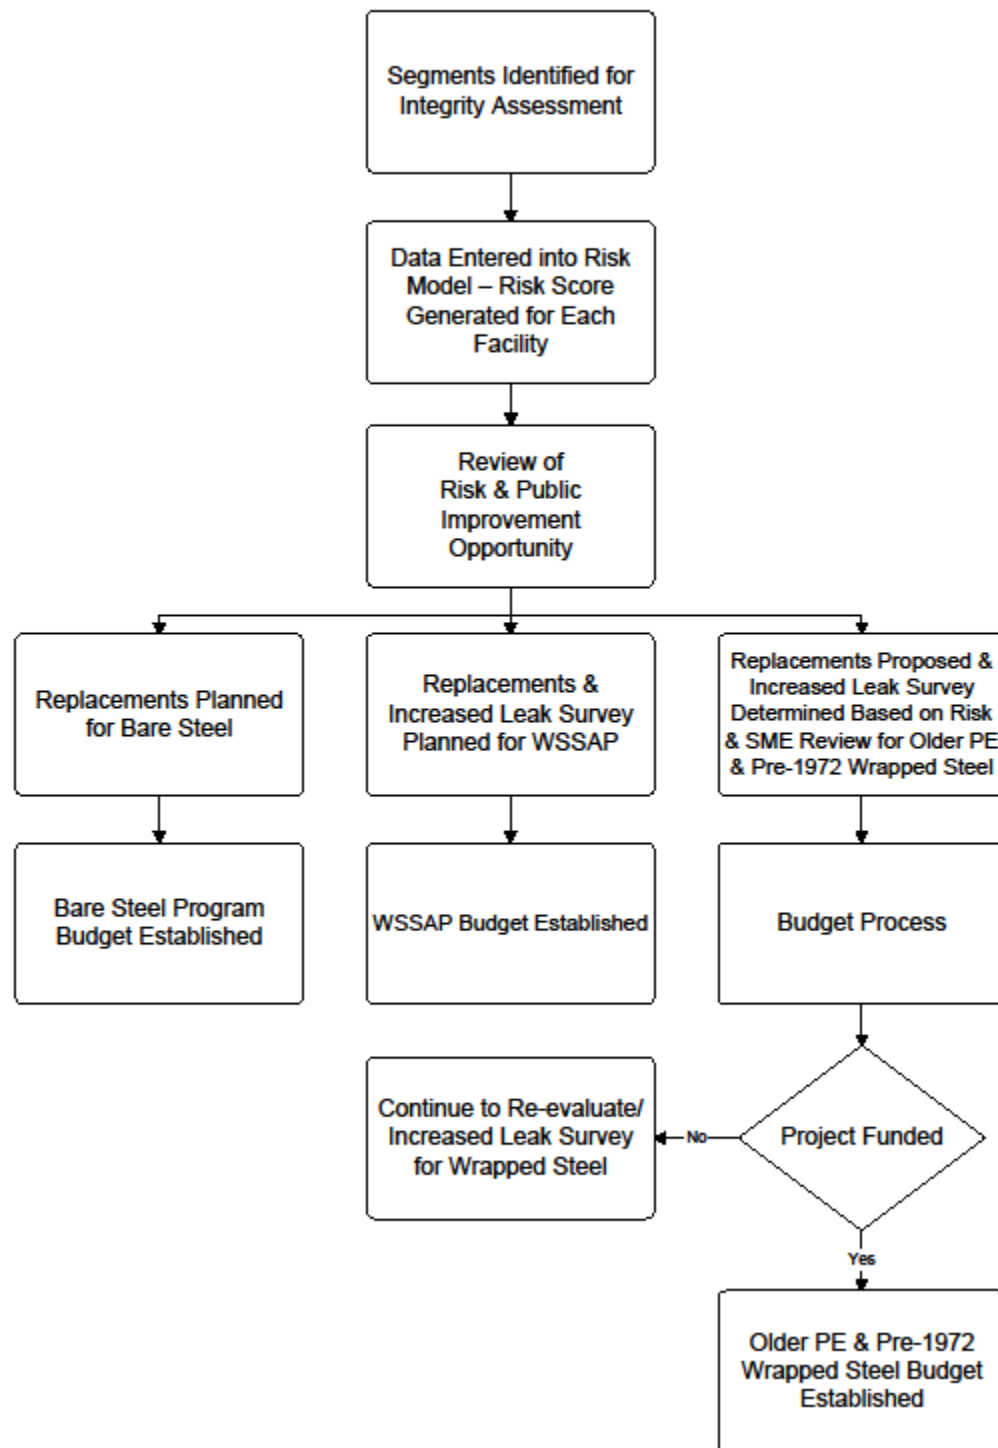 Segments Identified for
Integrity Assessment
Data Entered into Risk
Model – Risk Score
Generated for Each
Facility
Review of
Risk & Public
Improvement
Opportunity
Replacements Planned
for Bare Steel
Replacements &
Increased Leak Survey
Planned for WSSAP
Replacements Proposed &
Increased Leak Survey
Determined Based on Risk
& SME Review for Older PE
& Pre-1972 Wrapped Steel
Bare Steel Program
Budget Established
WSSAP Budget Established
Budget Process
Continue to Re-evaluate/
Increased Leak Survey
for Wrapped Steel
No
Project Funded
Yes
Older PE & Pre-1972
Wrapped Steel Budget
Established